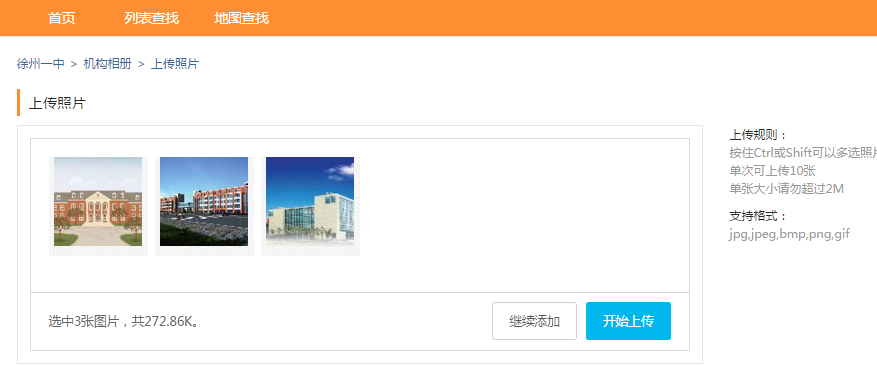 首页 列表查找 地图查找
徐州一中 > 机构相册 > 上传照片
上传照片
上传规则：
按住Ctrl或Shift可以多选照
单次可上传10张
单张大小请勿超过2M
支持格式：
jpg,jpeg,bmp,png,gif
选中3张图片，共272.86K。
继续添加 开始上传